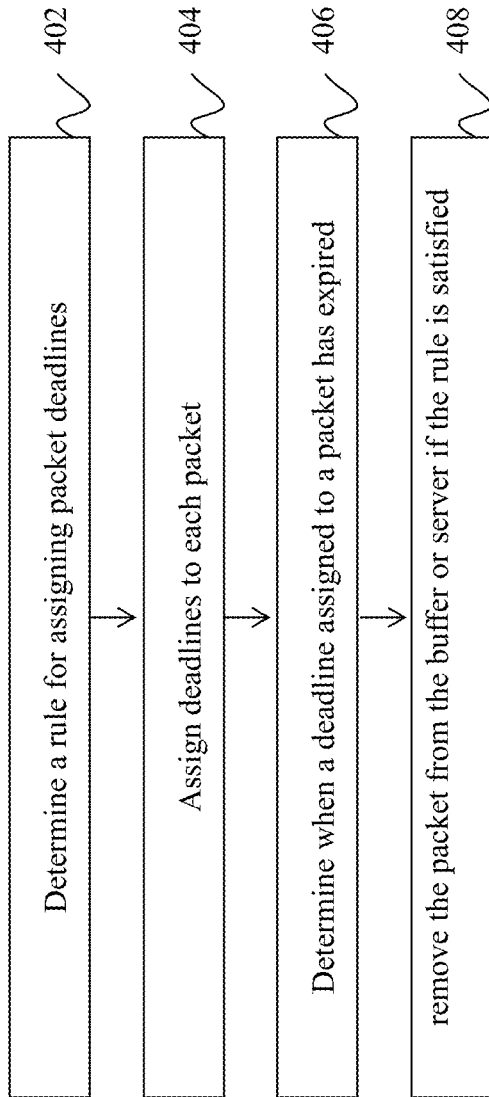 Determine a rule for assigning packet deadlines 402
Assign deadlines to each packet 404
Determine when a deadline assigned to a packet has expired 406
remove the packet from the buffer or server if the rule is satisfied 408